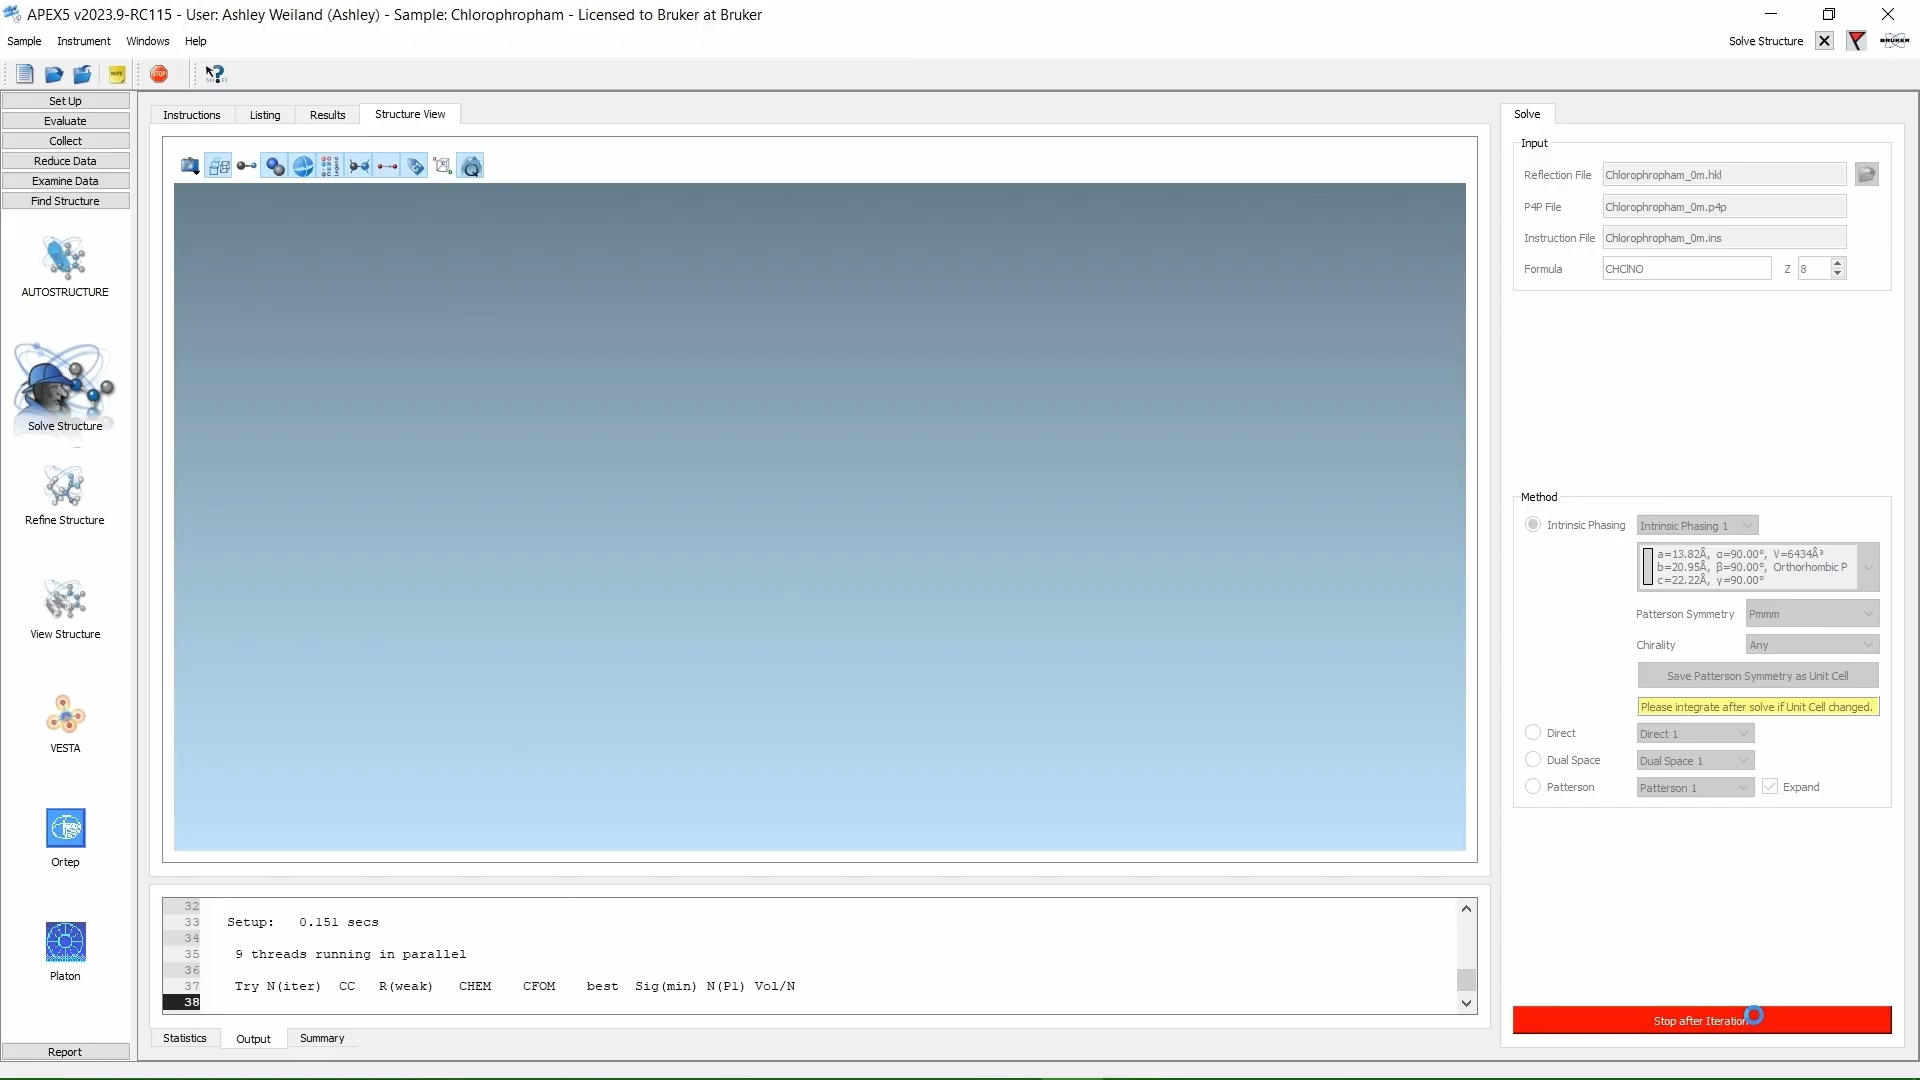 APEX5 v2023.9-RC115 - User: Ashley Weiland (Ashley) - Sample: Chlorophropham - Licensed to Bruker at Bruker
Sample Instrument Windows Help
Solve Structure
BRUKER
NOTE
STOP
Set Up
Evaluate
Collect
Reduce Data
Examine Data
Find Structure
AUTOSTRUCTURE
Solve Structure
Refine Structure
View Structure
VESTA
Ortep
Platon
Report
Instructions Listing Results Structure View
32
33 Setup: 0.151 secs
34
35 9 threads running in parallel
36
37 Try N(iter) CC R(weak) CHEM CFOM best Sig(min) N(P1) Vol/N
38
Statistics Output Summary
Solve
Input
Reflection File Chlorophropham_0m.hkl
P4P File Chlorophropham_0m.p4p
Instruction File Chlorophropham_0m.ins
Formula CHClNO Z 8
Method
Intrinsic Phasing Intrinsic Phasing 1
a=13.82Å, α=90.00°, V=6434Å³
b=20.95Å, β=90.00°, Orthorhombic P
c=22.22Å, γ=90.00°
Patterson Symmetry Pmmm
Chirality Any
Save Patterson Symmetry as Unit Cell
Please integrate after solve if Unit Cell changed.
Direct Direct 1
Dual Space Dual Space 1
Patterson Patterson 1 Expand
Stop after Iteration